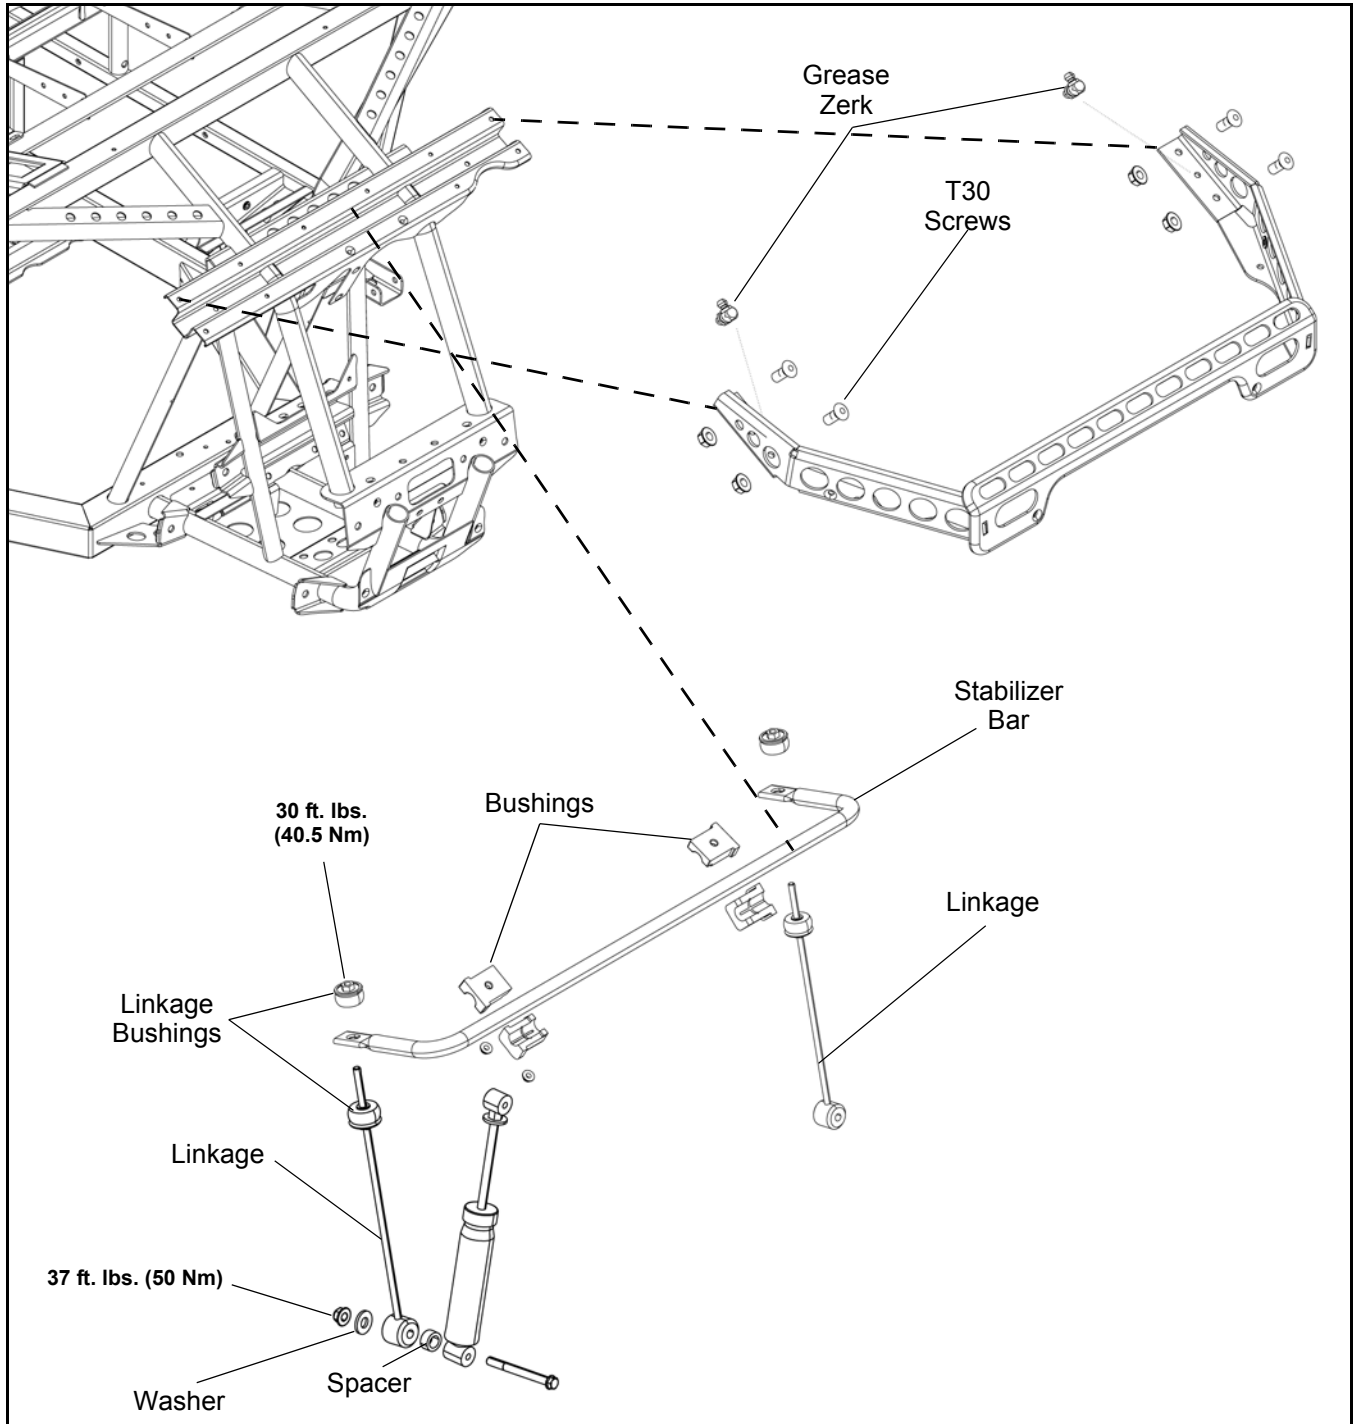 Grease
Zerk
T30
Screws
Stabilizer
Bar
30 ft. lbs.
(40.5 Nm)
Bushings
Linkage
Linkage
Bushings
Linkage
37 ft. lbs. (50 Nm)
Spacer
Washer